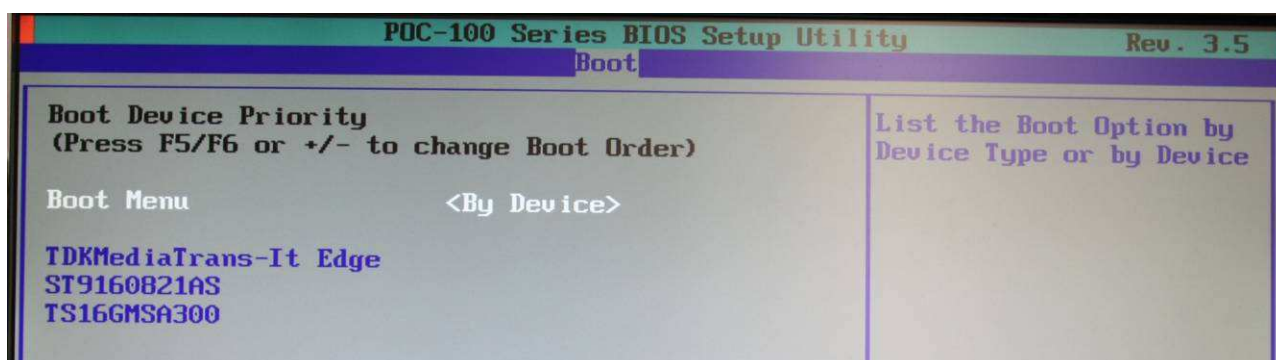 POC-100 Series BIOS Setup Utility Rev. 3.5
Boot
Boot Device Priority
(Press F5/F6 or +/- to change Boot Order)
Boot Menu <By Device>
TDKMediaTrans-It Edge
ST9160821AS
TS16GMSA300
List the Boot Option by
Device Type or by Device